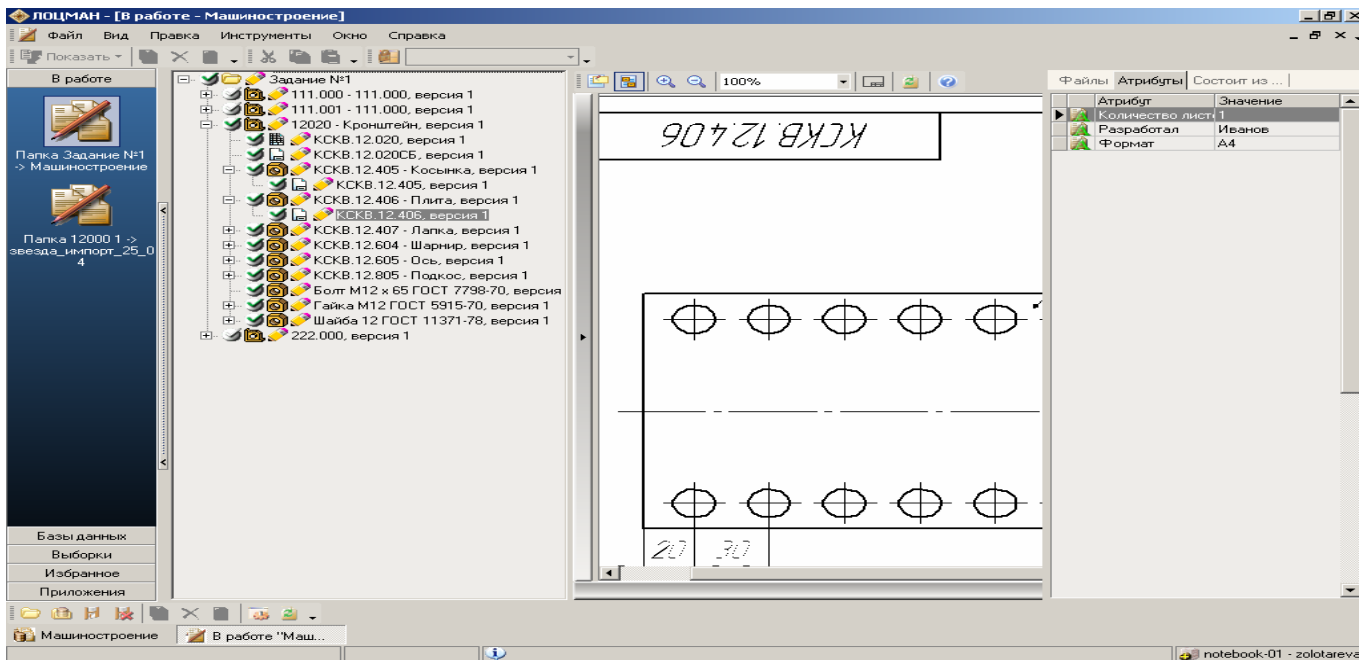 ЛОЦМАН - [В работе - Машиностроение]
Файл Вид Правка Инструменты Окно Справка
Показать
100%
В работе
Папка Задание №1
-> Машиностроение
Папка 12000 1 ->
звезда_импорт_25_0
4
Базы данных
Выборки
Избранное
Приложения
Задание №1
111.000 - 111.000, версия 1
111.001 - 111.000, версия 1
12020 - Кронштейн, версия 1
КСКВ.12.020, версия 1
КСКВ.12.020СБ, версия 1
КСКВ.12.405 - Косынка, версия 1
КСКВ.12.405, версия 1
КСКВ.12.406 - Плита, версия 1
КСКВ.12.406, версия 1
КСКВ.12.407 - Лапка, версия 1
КСКВ.12.604 - Шарнир, версия 1
КСКВ.12.605 - Ось, версия 1
КСКВ.12.805 - Подкос, версия 1
Болт М12 x 65 ГОСТ 7798-70, версия
Гайка М12 ГОСТ 5915-70, версия 1
Шайба 12 ГОСТ 11371-78, версия 1
222.000, версия 1
КСКВ.12.406
20 30
Файлы Атрибуты Состоит из ...
Атрибут Значение
Количество лист 1
Разработал Иванов
Формат А4
Машиностроение
В работе "Маш...
notebook-01 - zolotareva